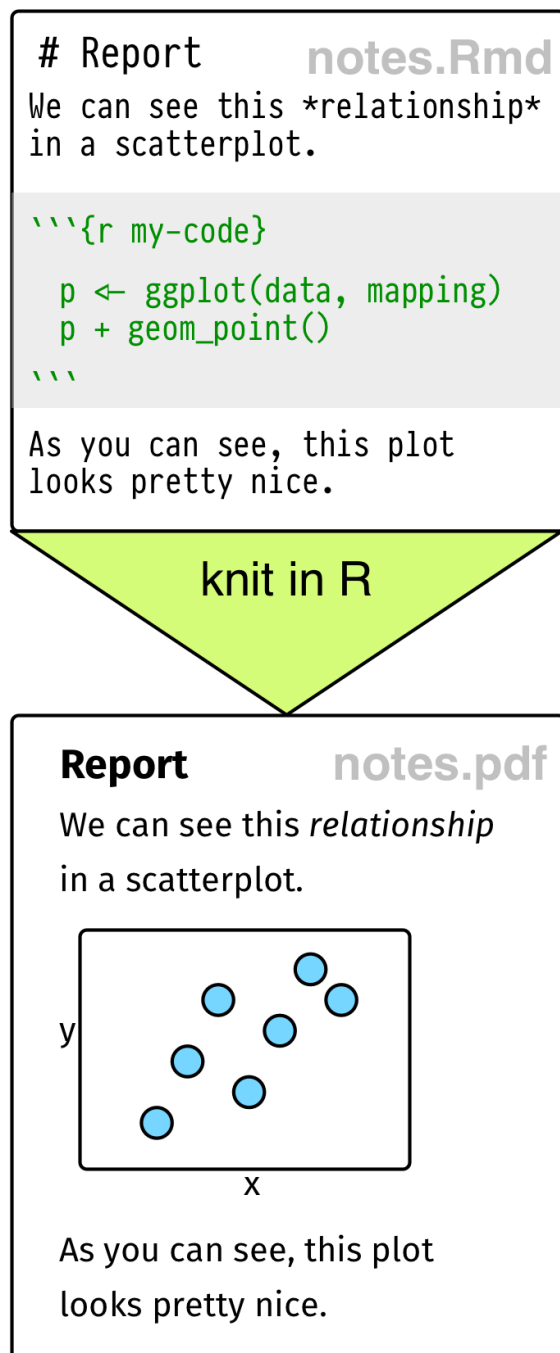 # Report notes.Rmd
We can see this *relationship*
in a scatterplot.
```{r my-code}
p <- ggplot(data, mapping)
p + geom_point()
```
As you can see, this plot
looks pretty nice.
knit in R
Report notes.pdf
We can see this relationship
in a scatterplot.
y
x
As you can see, this plot
looks pretty nice.